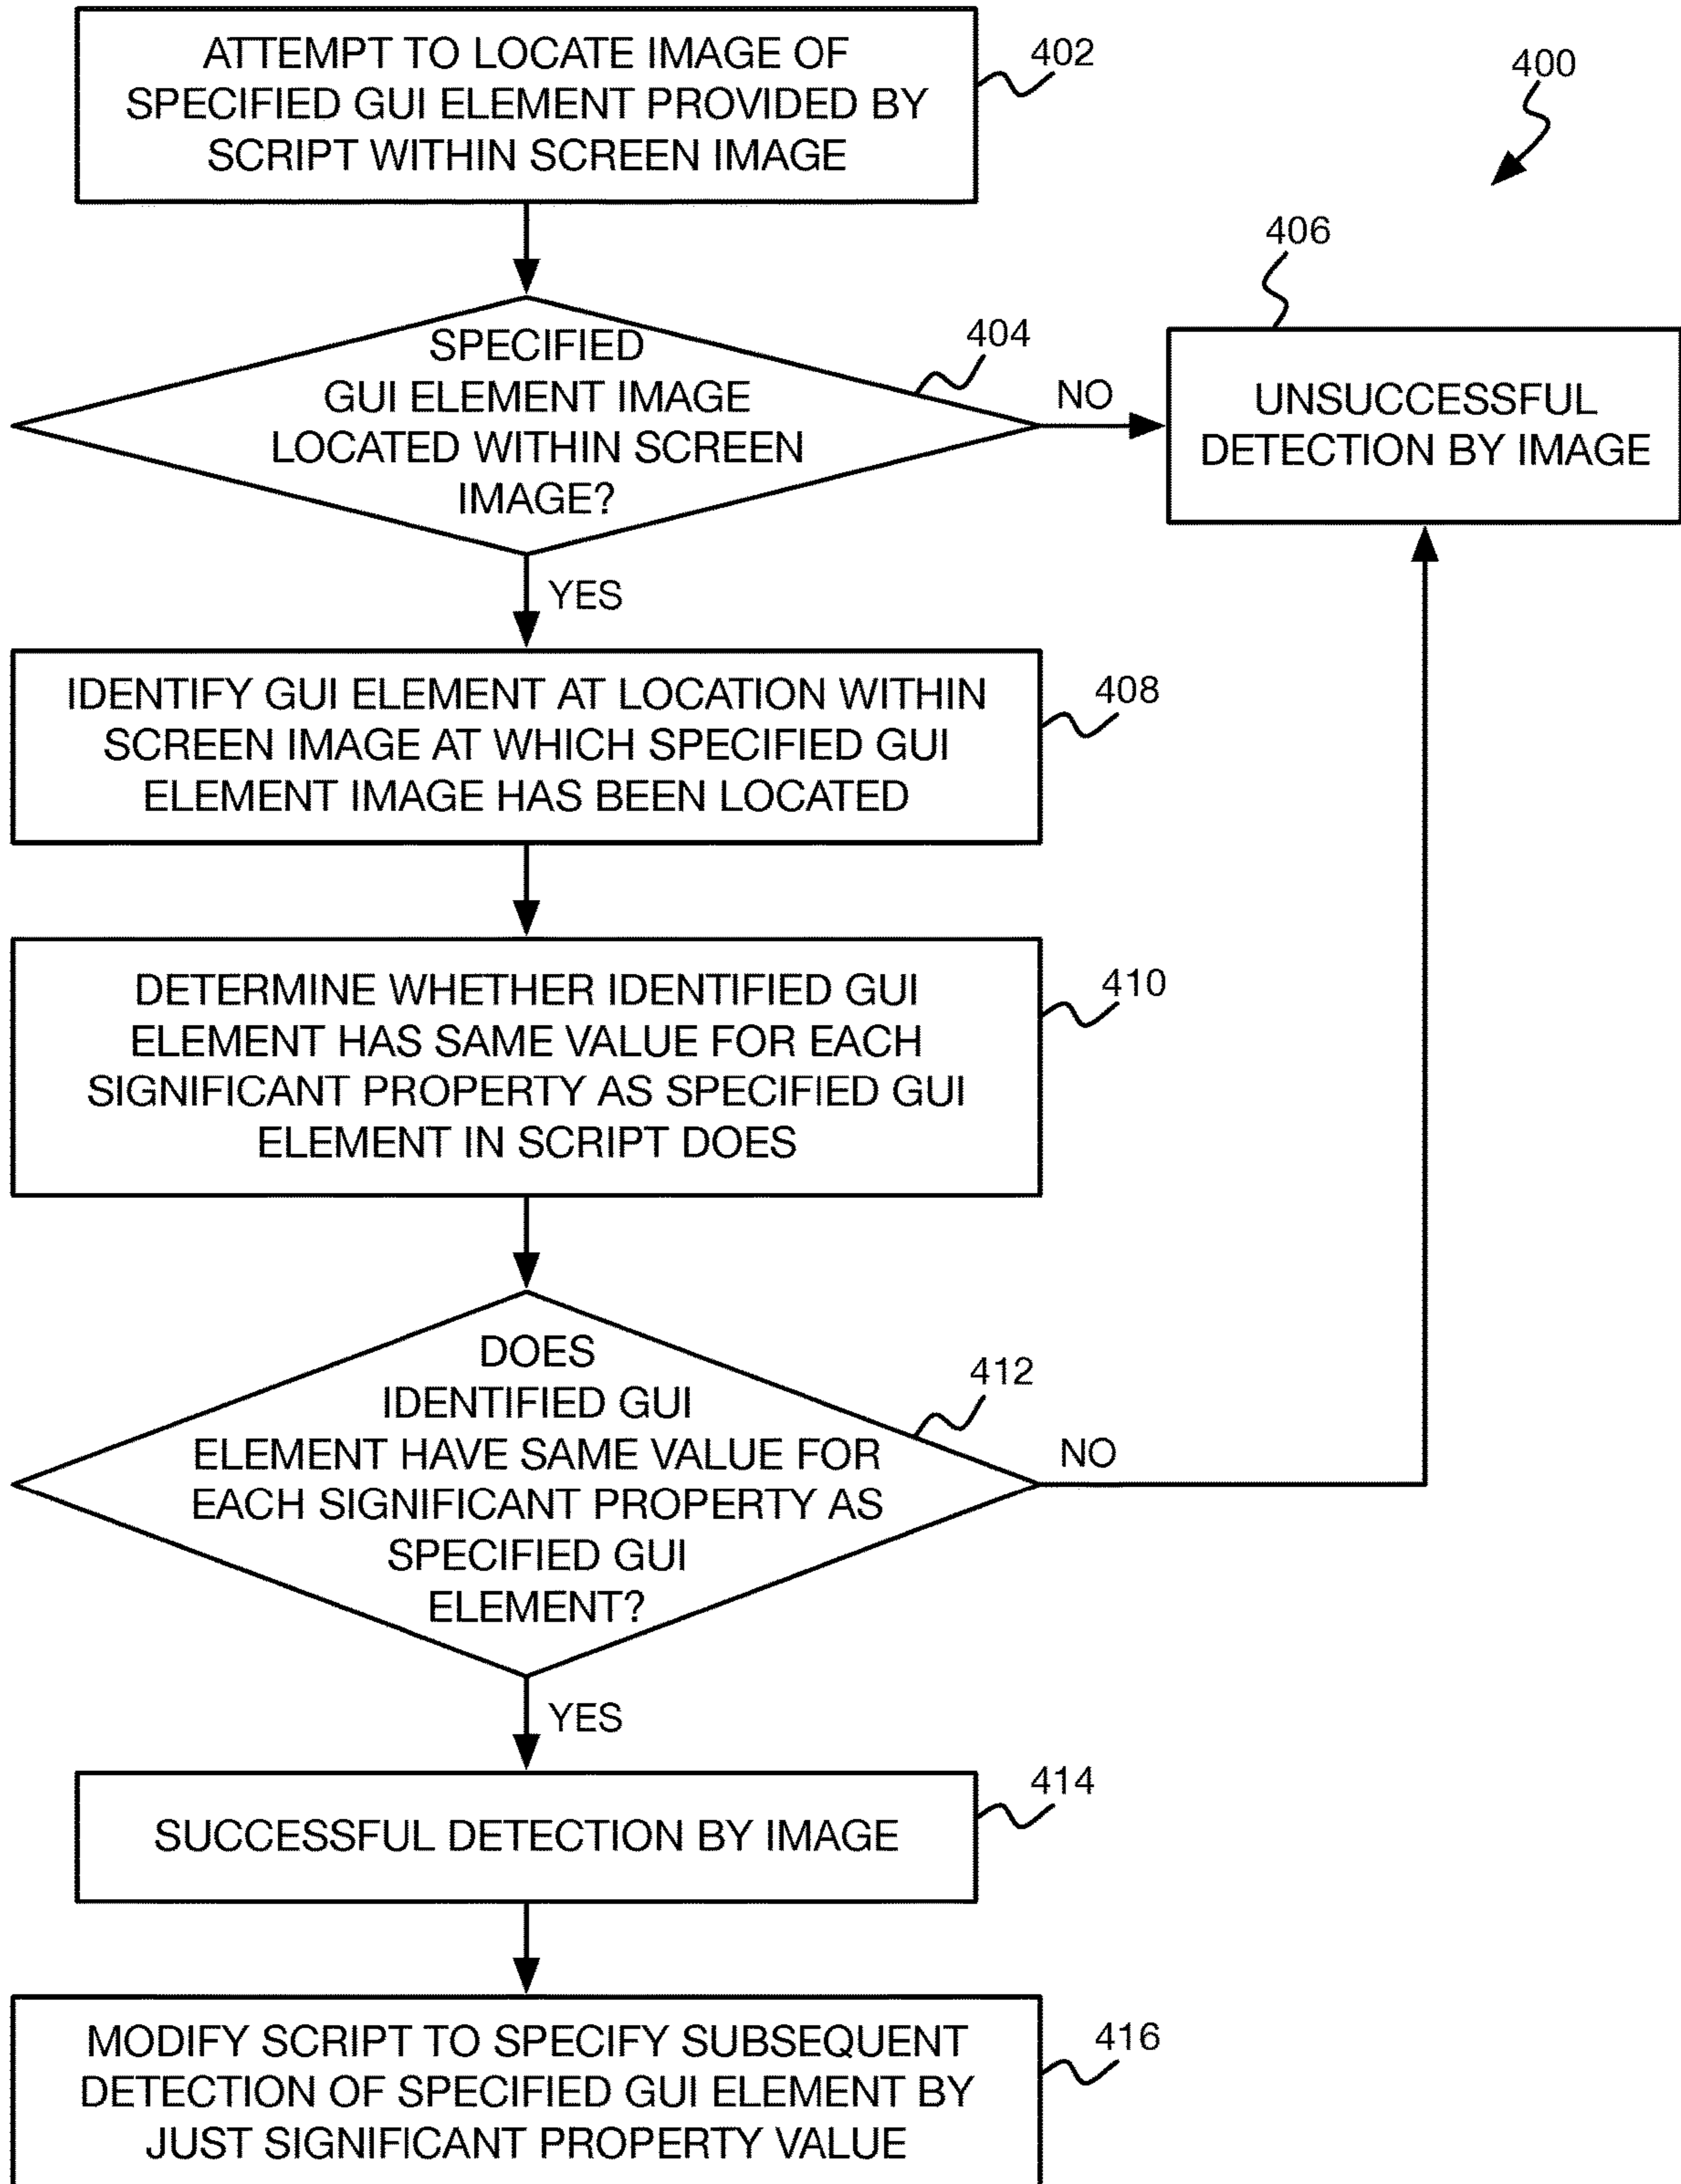 ATTEMPT TO LOCATE IMAGE OF
SPECIFIED GUI ELEMENT PROVIDED BY
SCRIPT WITHIN SCREEN IMAGE
402
400
406
SPECIFIED
GUI ELEMENT IMAGE
LOCATED WITHIN SCREEN
IMAGE?
404
NO
UNSUCCESSFUL
DETECTION BY IMAGE
YES
IDENTIFY GUI ELEMENT AT LOCATION WITHIN
SCREEN IMAGE AT WHICH SPECIFIED GUI
ELEMENT IMAGE HAS BEEN LOCATED
408
DETERMINE WHETHER IDENTIFIED GUI
ELEMENT HAS SAME VALUE FOR EACH
SIGNIFICANT PROPERTY AS SPECIFIED GUI
ELEMENT IN SCRIPT DOES
410
DOES
IDENTIFIED GUI
ELEMENT HAVE SAME VALUE FOR
EACH SIGNIFICANT PROPERTY AS
SPECIFIED GUI
ELEMENT?
412
NO
YES
SUCCESSFUL DETECTION BY IMAGE
414
MODIFY SCRIPT TO SPECIFY SUBSEQUENT
DETECTION OF SPECIFIED GUI ELEMENT BY
JUST SIGNIFICANT PROPERTY VALUE
416